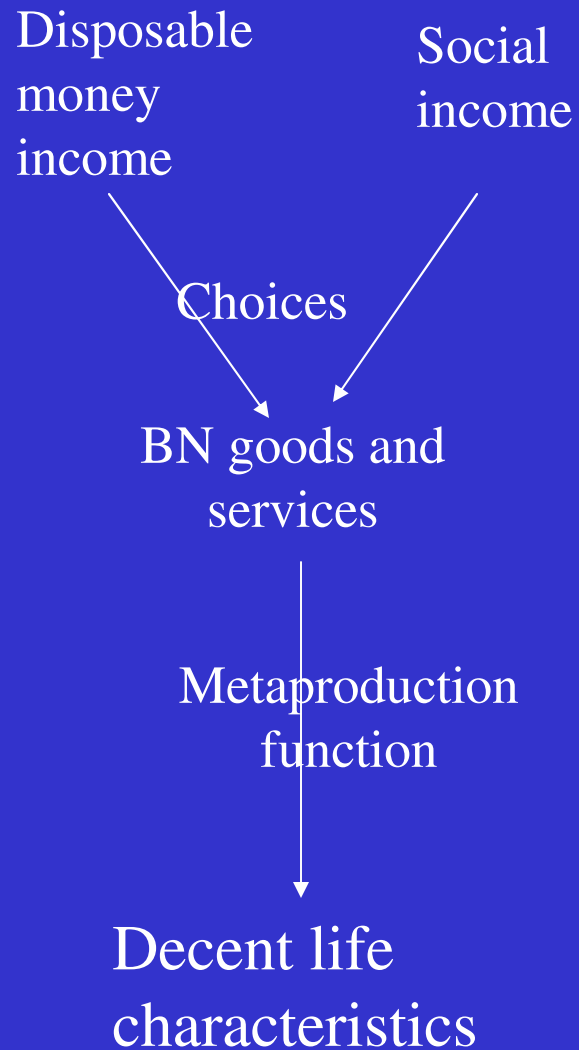 Disposable
money
income
Social
income
Choices
BN goods and
services
Metaproduction
function
Decent life
characteristics